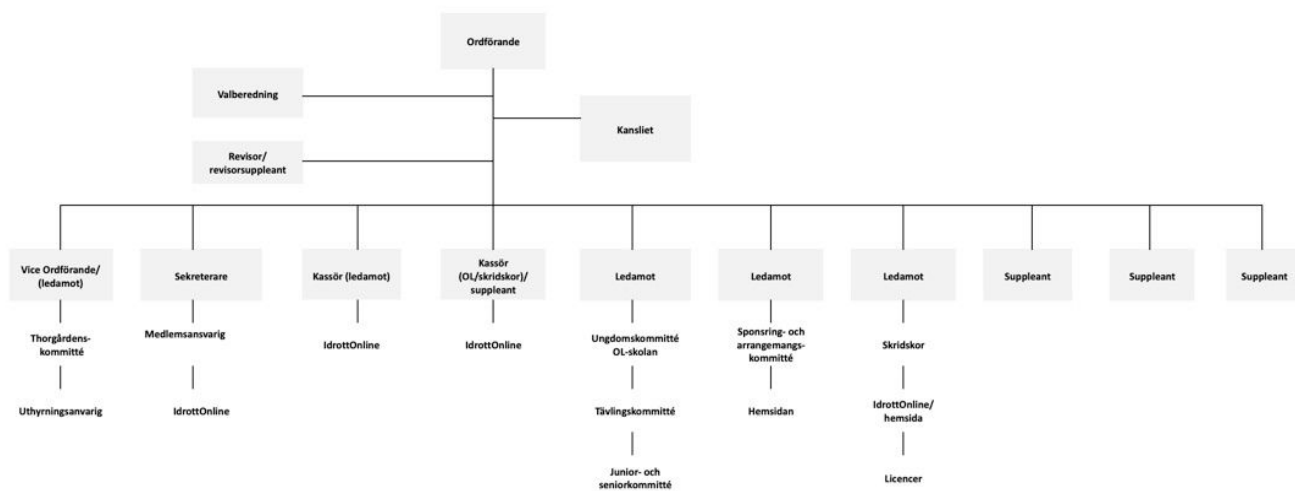 Ordförande
Valberedning
Kansliet
Revisor/
revisorsuppleant
Vice Ordförande/
(ledamot)
Sekreterare
Kassör (ledamot)
Kassör
(OL/skridskor)/
suppleant
Ledamot
Ledamot
Ledamot
Suppleant
Suppleant
Suppleant
Thorgårdens-
kommitté
Medlemsansvarig
IdrottOnline
IdrottOnline
Ungdomskommitté
OL-skolan
Sponsring- och
arrangemangs-
kommitté
Skridskor
Uthyrningsanvarig
IdrottOnline
Tävlingskommitté
Hemsidan
IdrottOnline/
hemsida
Junior- och
seniorkommitté
Licencer